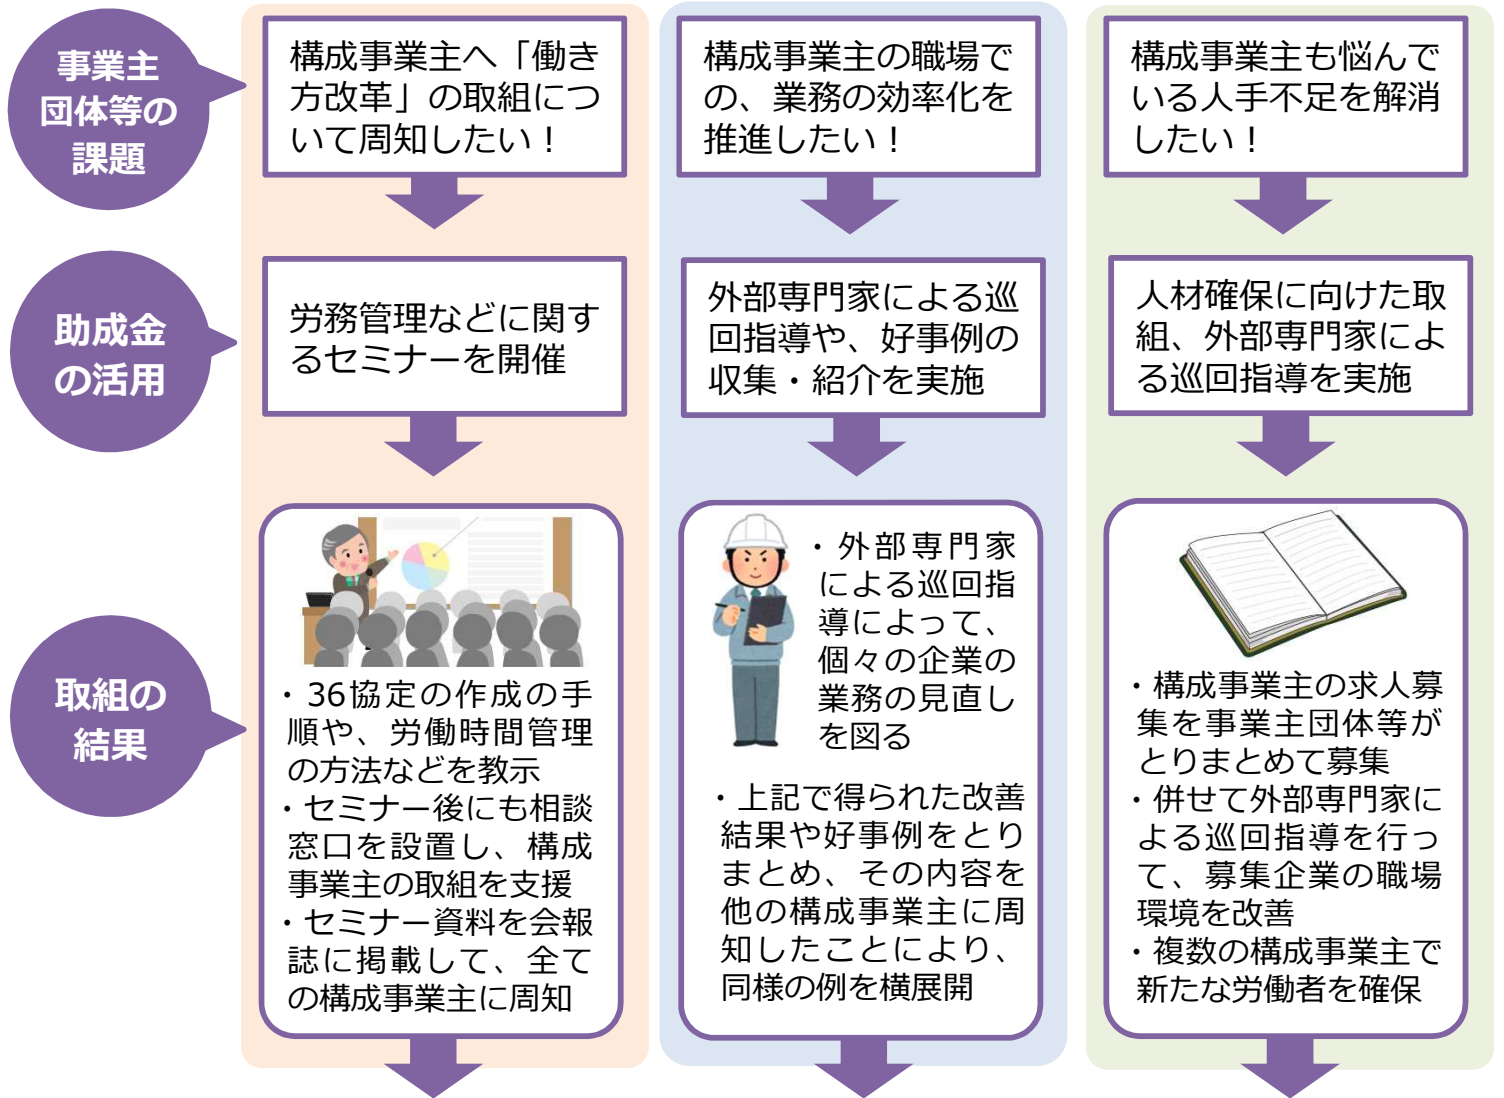 事業主
団体等の
課題
構成事業主へ「働き
方改革」の取組につ
いて周知したい！
構成事業主の職場で
の、業務の効率化を
推進したい！
構成事業主も悩んで
いる人手不足を解消
したい！
助成金
の活用
労務管理などに関す
るセミナーを開催
外部専門家による巡
回指導や、好事例の
収集・紹介を実施
人材確保に向けた取
組、外部専門家によ
る巡回指導を実施
取組の
結果
・36協定の作成の手
順や、労働時間管理
の方法などを教示
・セミナー後にも相談
窓口を設置し、構成
事業主の取組を支援
・セミナー資料を会報
誌に掲載して、全て
の構成事業主に周知
・外部専門家
による巡回指
導によって、
個々の企業の
業務の見直し
を図る
・上記で得られた改善
結果や好事例をとり
まとめ、その内容を
他の構成事業主に周
知したことにより、
同様の例を横展開
・構成事業主の求人募
集を事業主団体等が
とりまとめて募集
・併せて外部専門家に
よる巡回指導を行っ
て、募集企業の職場
環境を改善
・複数の構成事業主で
新たな労働者を確保